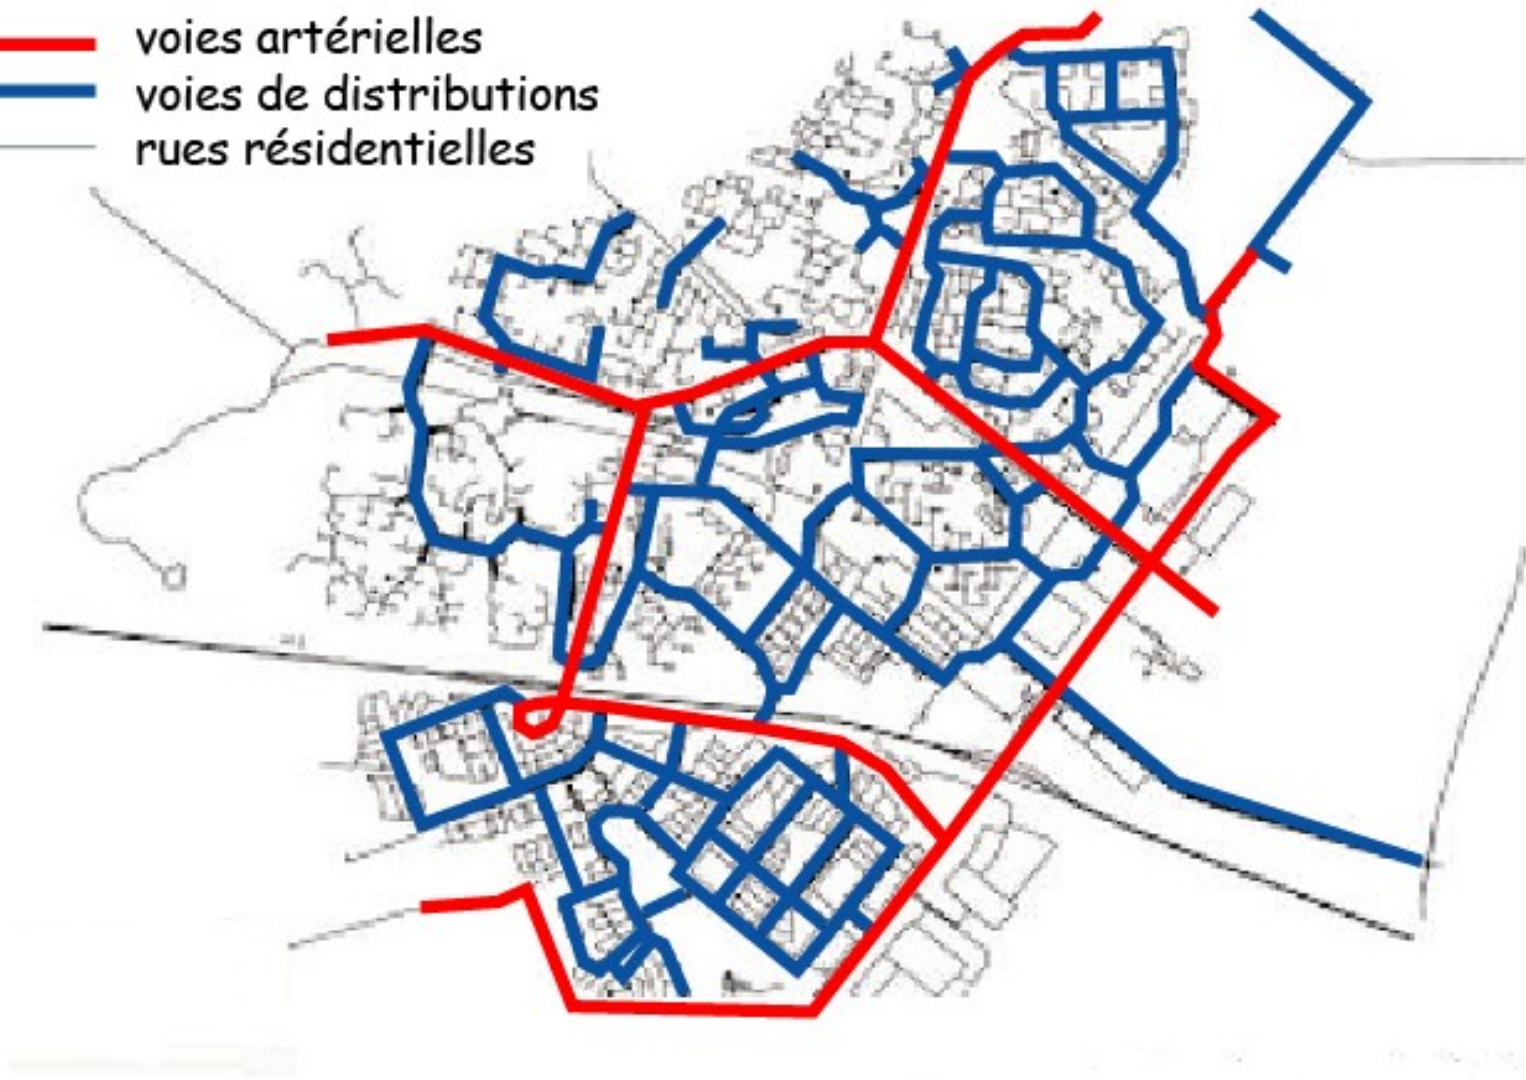 voies artérielles
voies de distributions
rues résidentielles